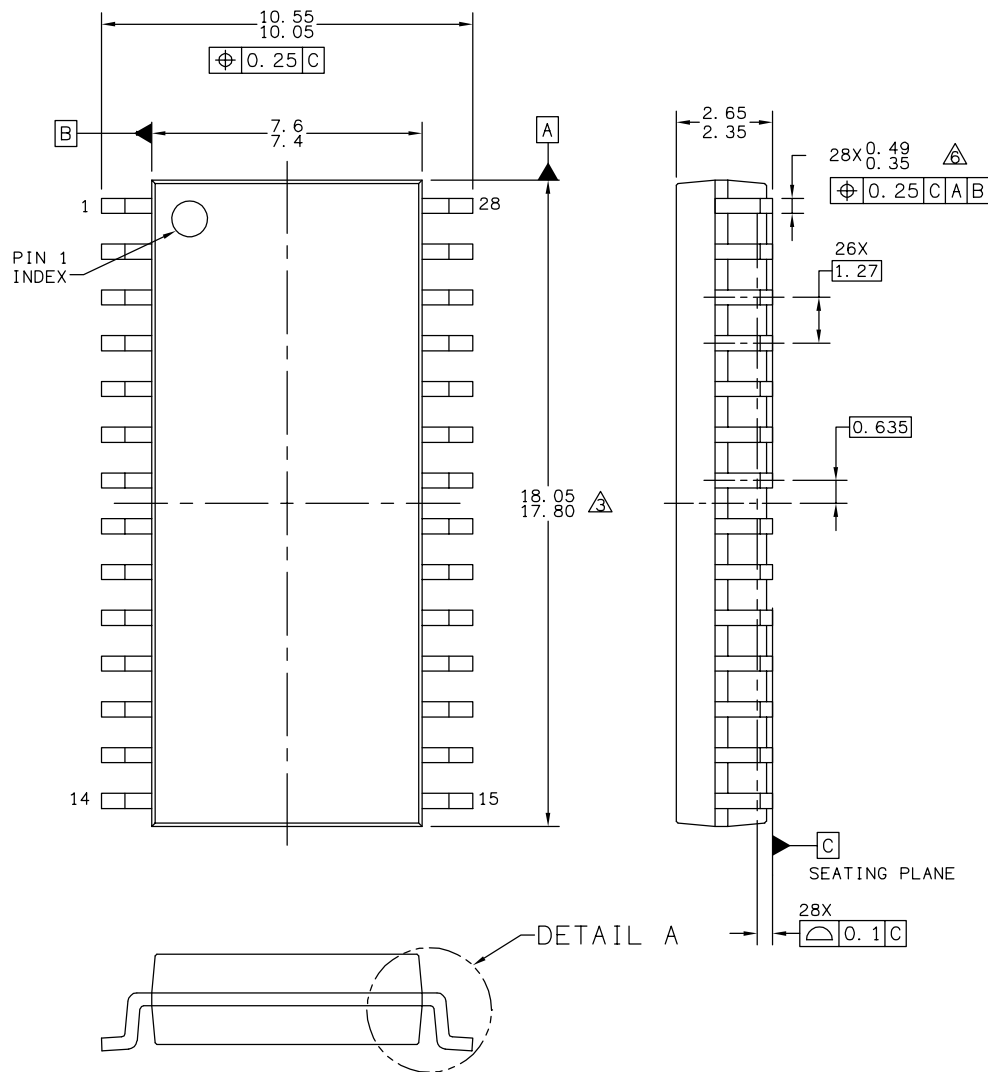 10.55
10.05
⌖ 0.25 C
B
7.6
7.4
A
2.65
2.35
28X 0.49
0.35 6
⌖ 0.25 C A B
1
28
PIN 1
INDEX
26X
1.27
0.635
18.05
17.80 3
14
15
C
SEATING PLANE
28X
⌓ 0.1 C
DETAIL A